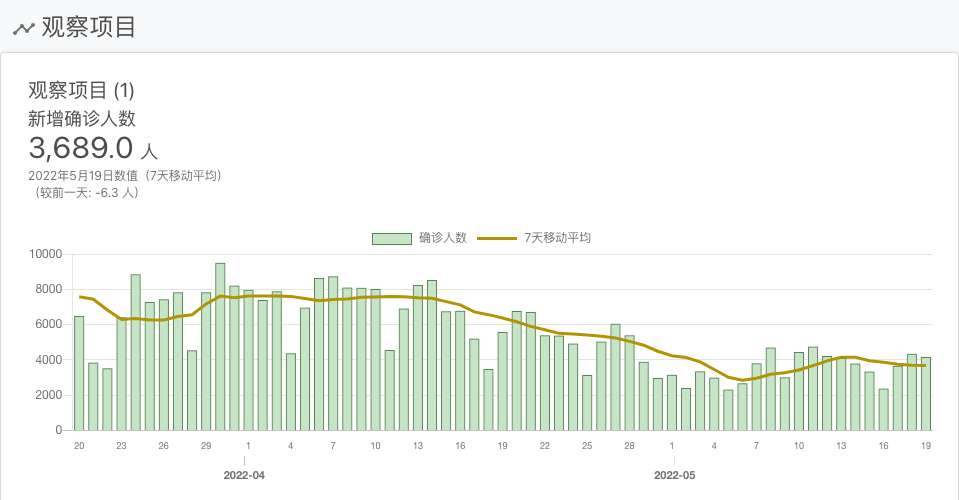 观察项目
观察项目 (1)
新增确诊人数
3,689.0 人
2022年5月19日数值（7天移动平均）
（较前一天: -6.3 人）
确诊人数 7天移动平均
10000
8000
6000
4000
2000
0
20 23 26 29 1 4 7 10 13 16 19 22 25 28 1 4 7 10 13 16 19
2022-04 2022-05